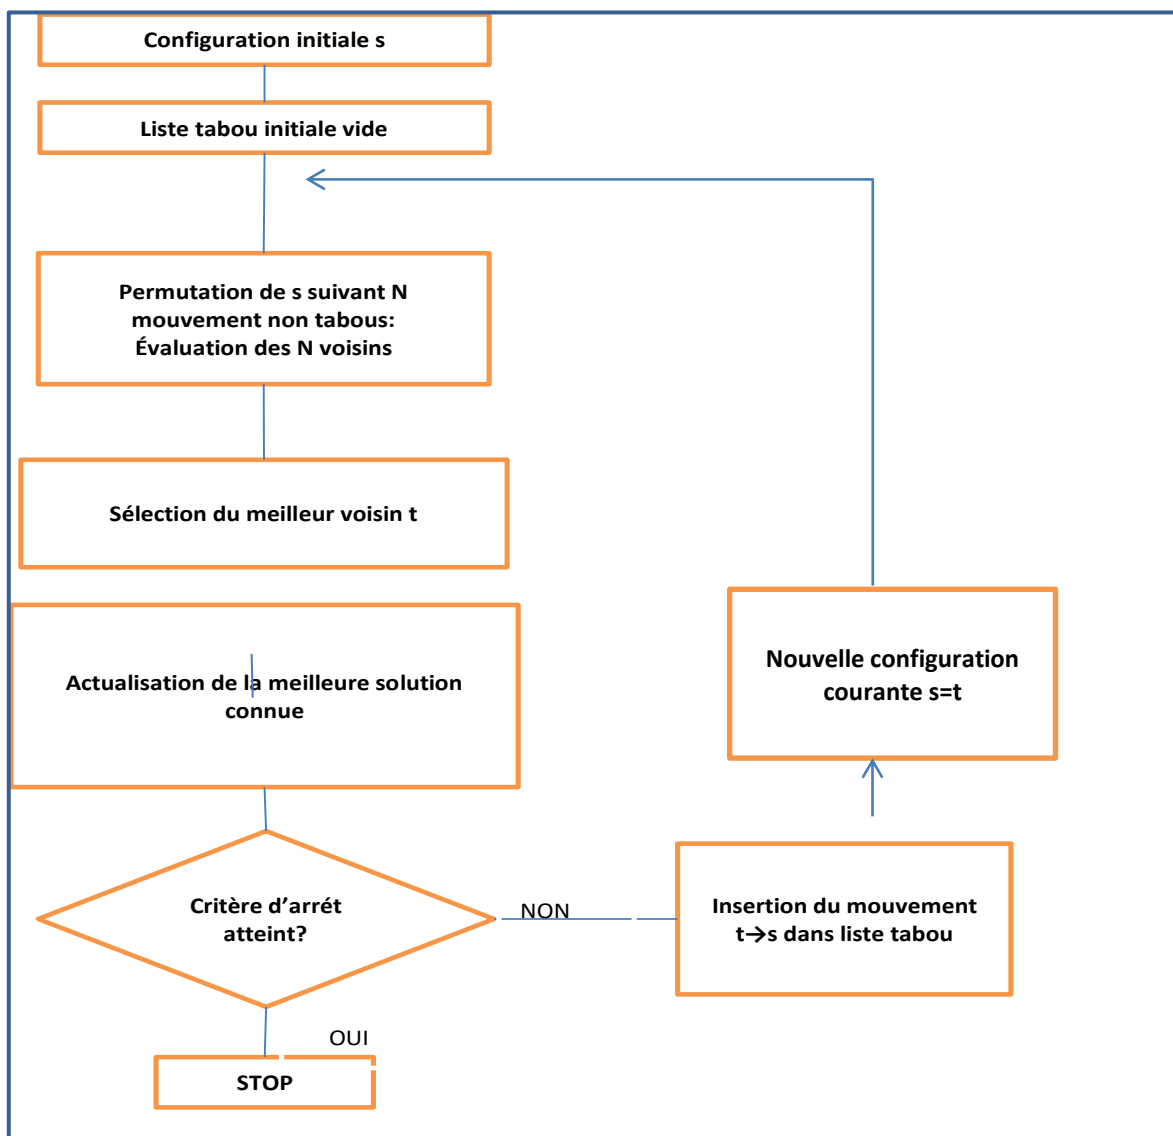 Configuration initiale s
Liste tabou initiale vide
Permutation de s suivant N
mouvement non tabous:
Évaluation des N voisins
Sélection du meilleur voisin t
Actualisation de la meilleure solution
connue
Nouvelle configuration
courante s=t
Critère d’arrét
atteint?
NON
Insertion du mouvement
t→s dans liste tabou
OUI
STOP